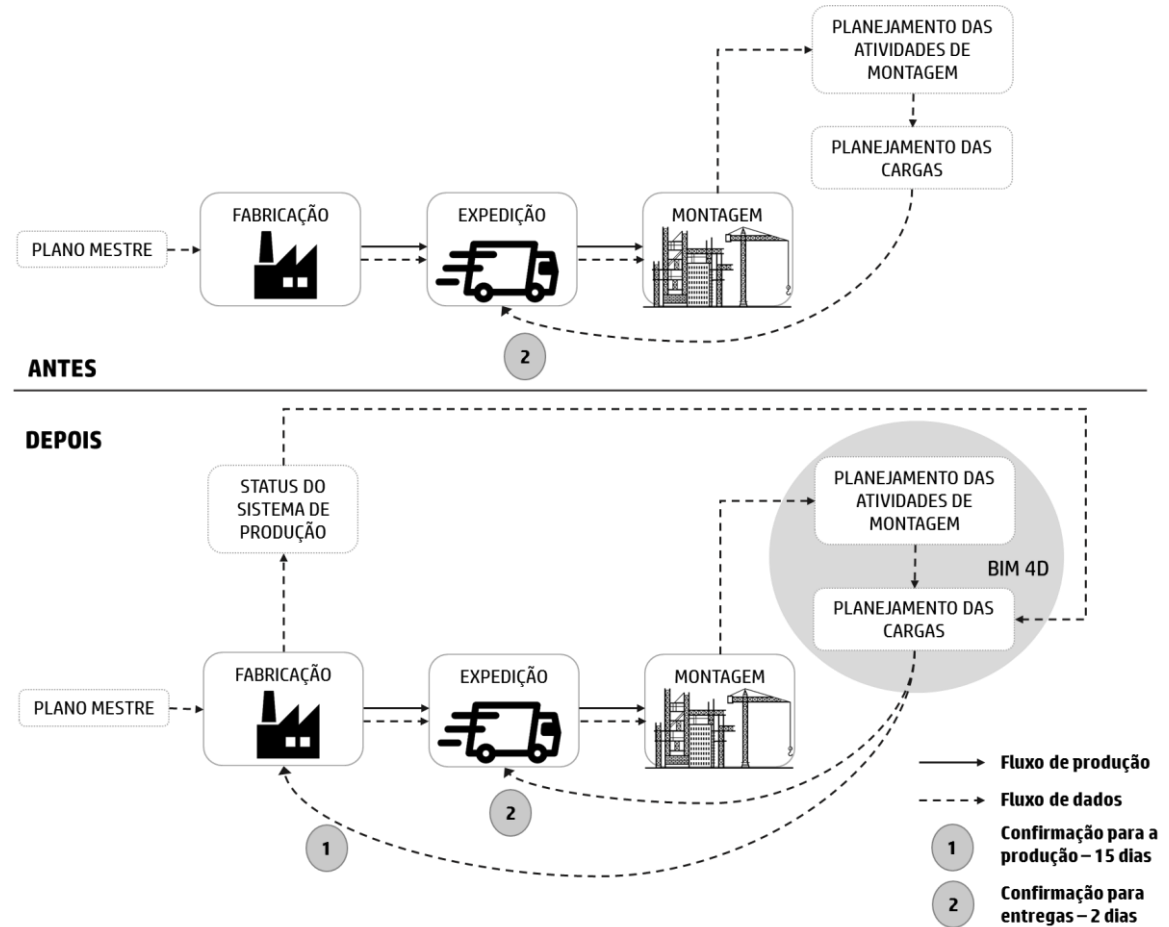 PLANEJAMENTO DAS
ATIVIDADES DE
MONTAGEM
PLANEJAMENTO DAS
CARGAS
PLANO MESTRE
FABRICAÇÃO
EXPEDIÇÃO
MONTAGEM
2
ANTES
DEPOIS
STATUS DO
SISTEMA DE
PRODUÇÃO
PLANEJAMENTO DAS
ATIVIDADES DE
MONTAGEM
BIM 4D
PLANEJAMENTO DAS
CARGAS
PLANO MESTRE
FABRICAÇÃO
EXPEDIÇÃO
MONTAGEM
2
1
Fluxo de produção
Fluxo de dados
1
Confirmação para a
produção – 15 dias
2
Confirmação para
entregas – 2 dias